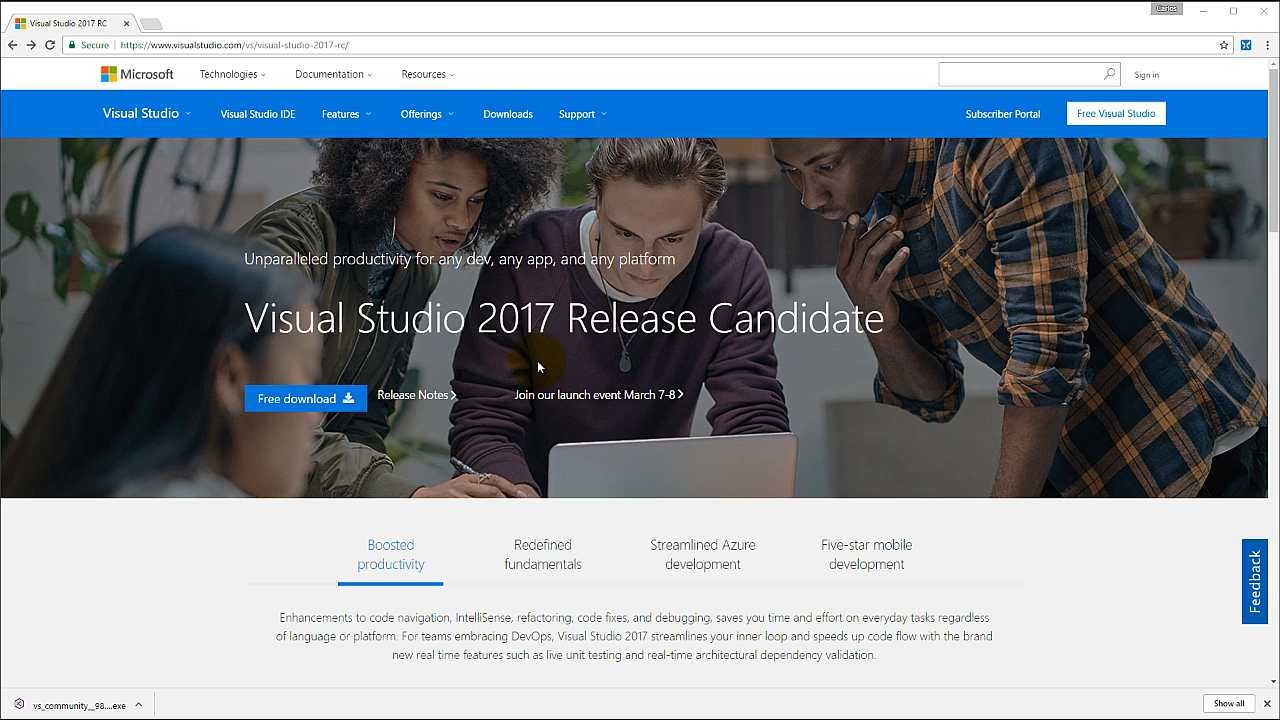 Visual Studio 2017 RC
Carlos
Secure
https://www.visualstudio.com/vs/visual-studio-2017-rc/
Microsoft
Technologies
Documentation
Resources
Sign in
Visual Studio
Visual Studio IDE
Features
Offerings
Downloads
Support
Subscriber Portal
Free Visual Studio
Unparalleled productivity for any dev, any app, and any platform
Visual Studio 2017 Release Candidate
Free download
Release Notes
Join our launch event March 7-8
Boosted
productivity
Redefined
fundamentals
Streamlined Azure
development
Five-star mobile
development
Feedback
Enhancements to code navigation, IntelliSense, refactoring, code fixes, and debugging, saves you time and effort on everyday tasks regardless
of language or platform. For teams embracing DevOps, Visual Studio 2017 streamlines your inner loop and speeds up code flow with the brand
new real time features such as live unit testing and real-time architectural dependency validation.
vs_community__98....exe
Show all